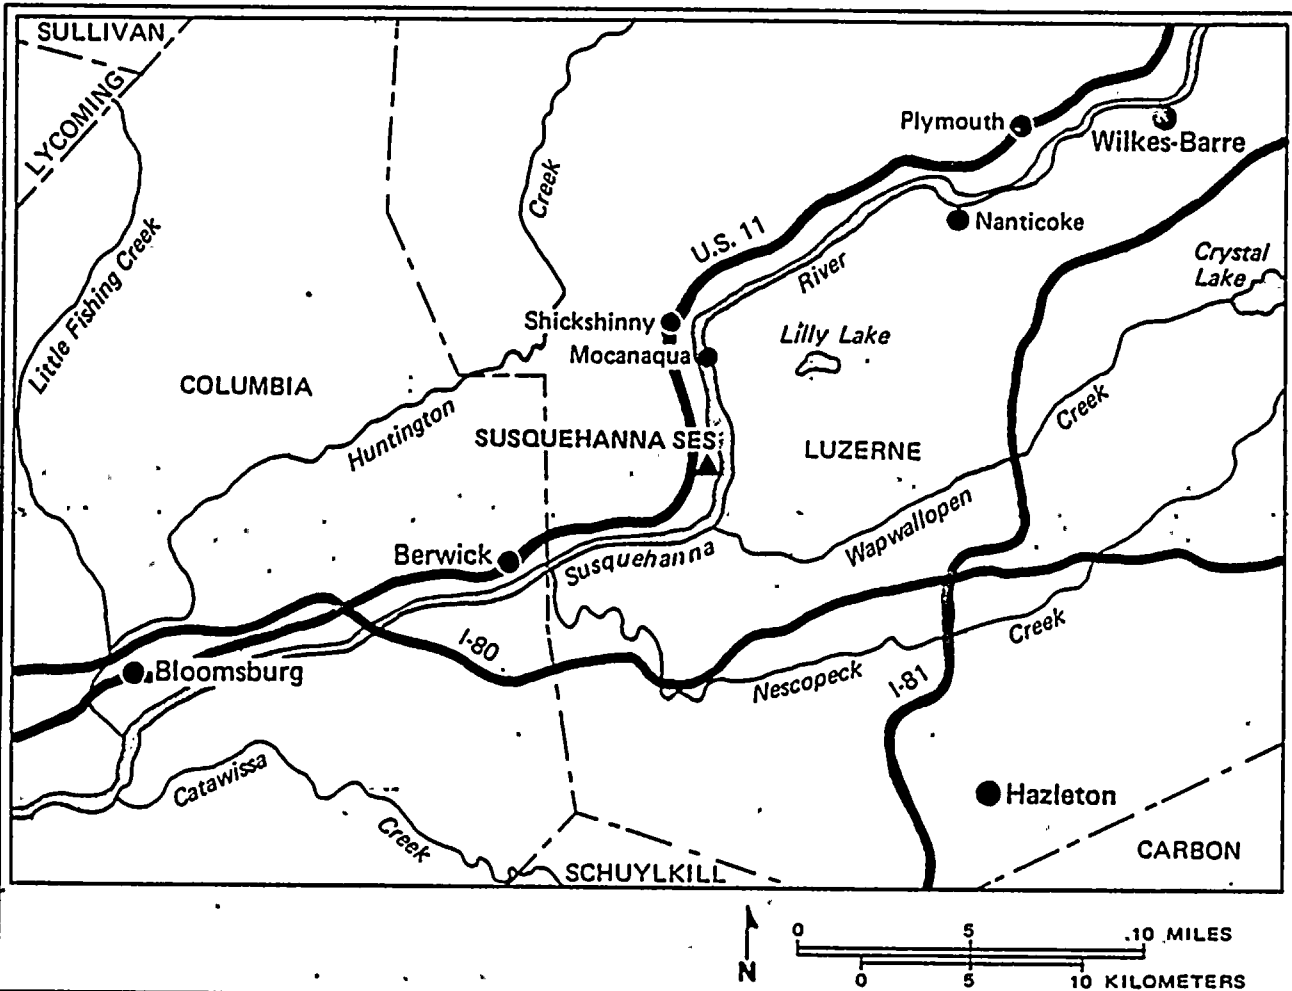 SULLIVAN
LYCOMING
Plymouth
Wilkes-Barre
Creek
Nanticoke
U.S. 11
River
Crystal
Lake
Little Fishing Creek
Shickshinny
Lilly Lake
Mocanaqua
COLUMBIA
Huntington
Creek
SUSQUEHANNA SES
LUZERNE
Wapwallopen
Berwick
Susquehanna
Creek
I-80
Bloomsburg
Nescopeck
I-81
Catawissa
Hazleton
Creek
CARBON
SCHUYLKILL
N
0 5 10 MILES
0 5 10 KILOMETERS